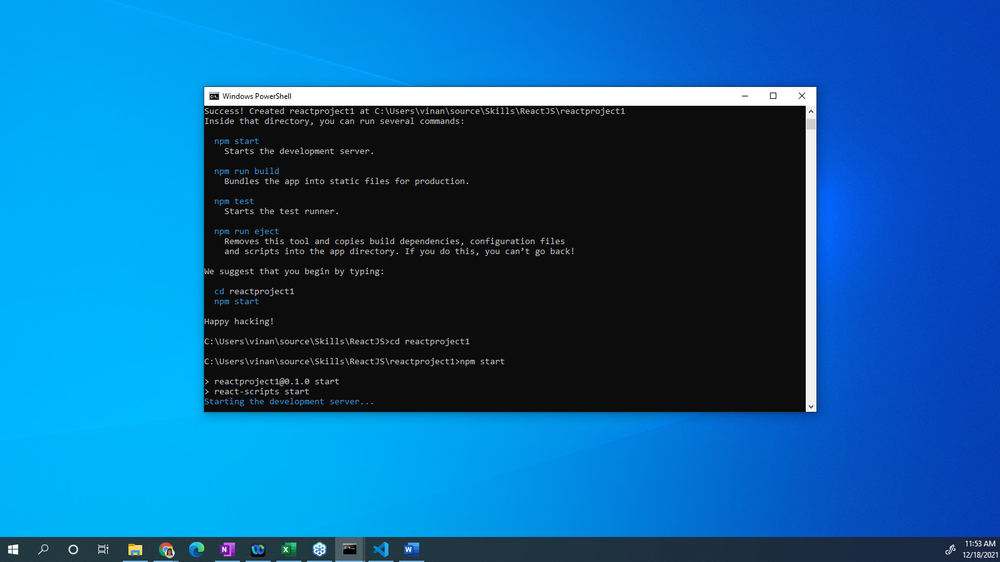 Windows PowerShell
Success! Created reactproject1 at C:\Users\vinan\source\Skills\ReactJS\reactproject1
Inside that directory, you can run several commands:
npm start
Starts the development server.
npm run build
Bundles the app into static files for production.
npm test
Starts the test runner.
npm run eject
Removes this tool and copies build dependencies, configuration files
and scripts into the app directory. If you do this, you can’t go back!
We suggest that you begin by typing:
cd reactproject1
npm start
Happy hacking!
C:\Users\vinan\source\Skills\ReactJS>cd reactproject1
C:\Users\vinan\source\Skills\ReactJS\reactproject1>npm start
> reactproject1@0.1.0 start
> react-scripts start
Starting the development server...
11:53 AM
12/18/2021